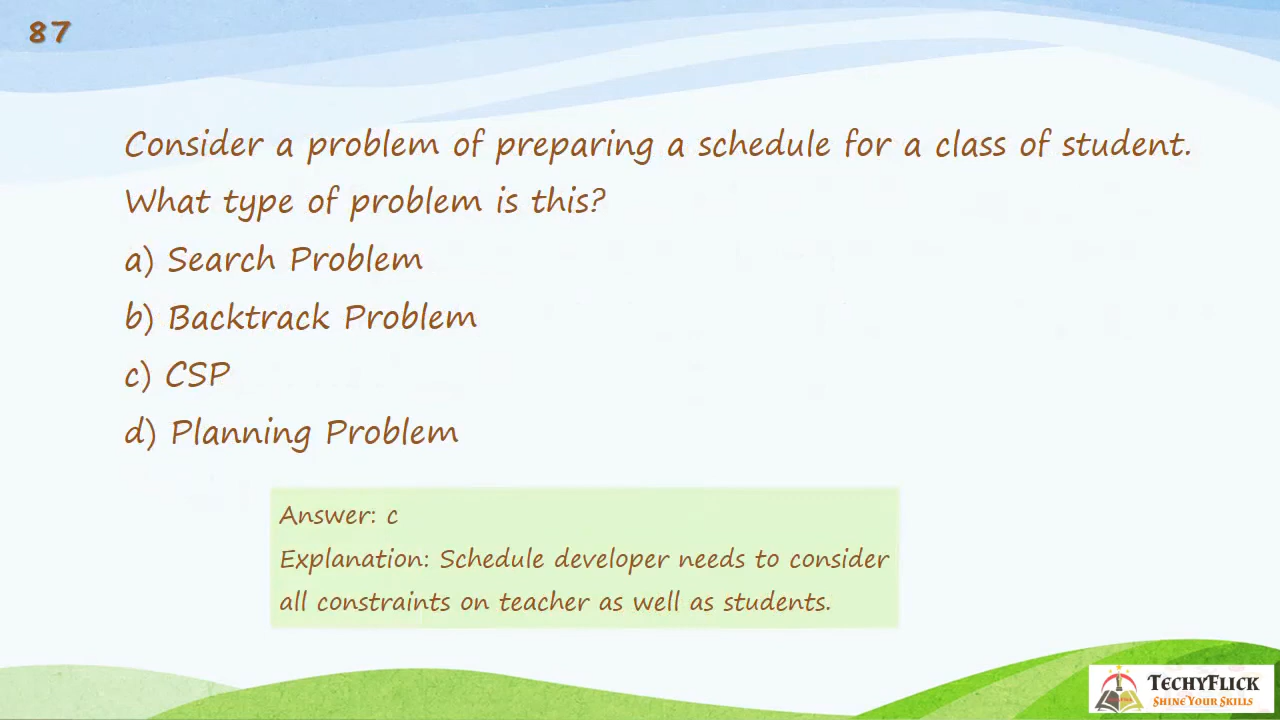 87
Consider a problem of preparing a schedule for a class of student.
What type of problem is this?
a) Search Problem
b) Backtrack Problem
c) CSP
d) Planning Problem
Answer: c
Explanation: Schedule developer needs to consider
all constraints on teacher as well as students.
TECHYFLICK
SHINE YOUR SKILLS